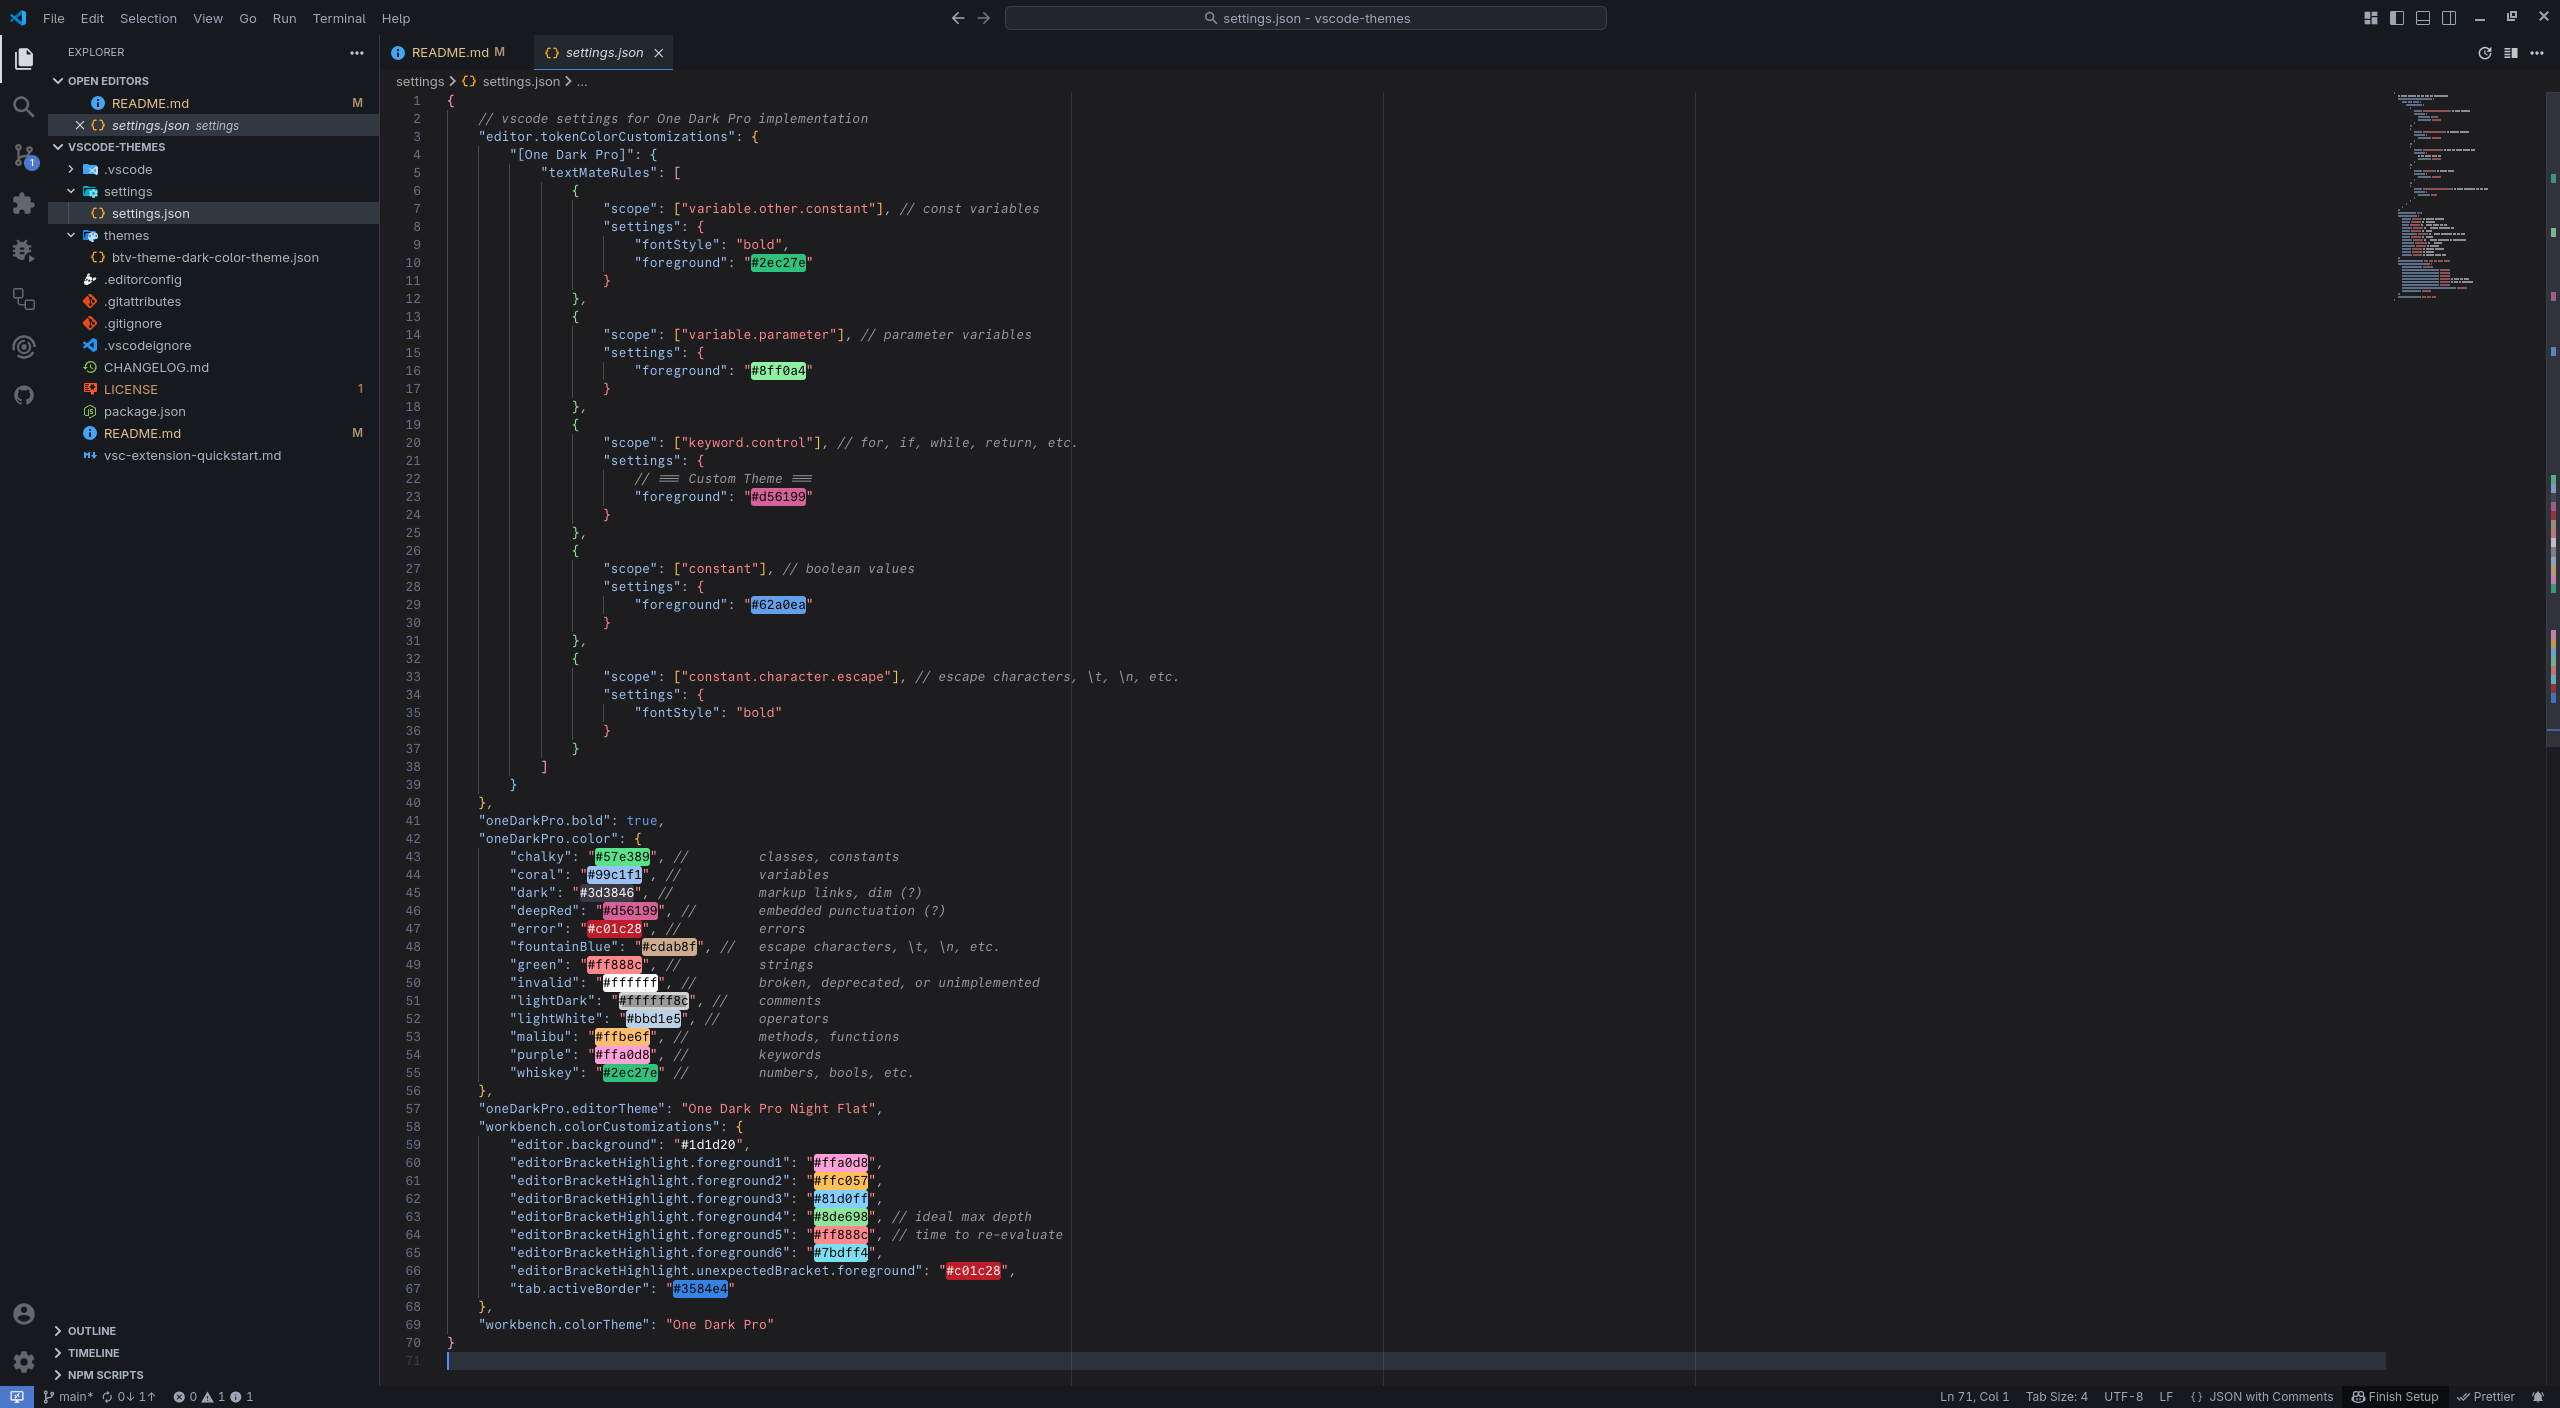 File Edit Selection View Go Run Terminal Help
settings.json - vscode-themes
EXPLORER
OPEN EDITORS
README.md M
settings.json settings
VSCODE-THEMES
.vscode
settings
settings.json
themes
btv-theme-dark-color-theme.json
.editorconfig
.gitattributes
.gitignore
.vscodeignore
CHANGELOG.md
LICENSE 1
package.json
README.md M
vsc-extension-quickstart.md
1
OUTLINE
TIMELINE
NPM SCRIPTS
README.md M settings.json
settings > {} settings.json > ...
1 {
2 // vscode settings for One Dark Pro implementation
3 "editor.tokenColorCustomizations": {
4 "[One Dark Pro]": {
5 "textMateRules": [
6 {
7 "scope": ["variable.other.constant"], // const variables
8 "settings": {
9 "fontStyle": "bold",
10 "foreground": "#2ec27e"
11 }
12 },
13 {
14 "scope": ["variable.parameter"], // parameter variables
15 "settings": {
16 "foreground": "#8ff0a4"
17 }
18 },
19 {
20 "scope": ["keyword.control"], // for, if, while, return, etc.
21 "settings": {
22 // === Custom Theme ===
23 "foreground": "#d56199"
24 }
25 },
26 {
27 "scope": ["constant"], // boolean values
28 "settings": {
29 "foreground": "#62a0ea"
30 }
31 },
32 {
33 "scope": ["constant.character.escape"], // escape characters, \t, \n, etc.
34 "settings": {
35 "fontStyle": "bold"
36 }
37 }
38 ]
39 }
40 },
41 "oneDarkPro.bold": true,
42 "oneDarkPro.color": {
43 "chalky": "#57e389", // classes, constants
44 "coral": "#99c1f1", // variables
45 "dark": "#3d3846", // markup links, dim (?)
46 "deepRed": "#d56199", // embedded punctuation (?)
47 "error": "#c01c28", // errors
48 "fountainBlue": "#cdab8f", // escape characters, \t, \n, etc.
49 "green": "#ff888c", // strings
50 "invalid": "#ffffff", // broken, deprecated, or unimplemented
51 "lightDark": "#ffffff8c", // comments
52 "lightWhite": "#bbd1e5", // operators
53 "malibu": "#ffbe6f", // methods, functions
54 "purple": "#ffa0d8", // keywords
55 "whiskey": "#2ec27e" // numbers, bools, etc.
56 },
57 "oneDarkPro.editorTheme": "One Dark Pro Night Flat",
58 "workbench.colorCustomizations": {
59 "editor.background": "#1d1d20",
60 "editorBracketHighlight.foreground1": "#ffa0d8",
61 "editorBracketHighlight.foreground2": "#ffc057",
62 "editorBracketHighlight.foreground3": "#81d0ff",
63 "editorBracketHighlight.foreground4": "#8de698", // ideal max depth
64 "editorBracketHighlight.foreground5": "#ff888c", // time to re-evaluate
65 "editorBracketHighlight.foreground6": "#7bdff4",
66 "editorBracketHighlight.unexpectedBracket.foreground": "#c01c28",
67 "tab.activeBorder": "#3584e4"
68 },
69 "workbench.colorTheme": "One Dark Pro"
70 }
71
main* 0↓ 1↑ 0 1 1 Ln 71, Col 1 Tab Size: 4 UTF-8 LF {} JSON with Comments Finish Setup Prettier